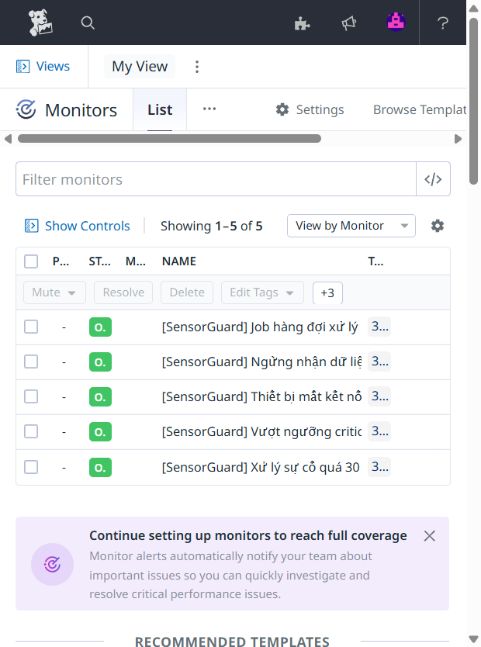 Views
My View
Monitors
List
Settings
Browse Templat
Filter monitors
</>
Show Controls
Showing 1–5 of 5
View by Monitor
P... ST... M... NAME T...
Mute Resolve Delete Edit Tags +3
- O. [SensorGuard] Job hàng đợi xử lý 3...
- O. [SensorGuard] Ngừng nhận dữ liệ 3...
- O. [SensorGuard] Thiết bị mất kết nố 3...
- O. [SensorGuard] Vượt ngưỡng critic 3...
- O. [SensorGuard] Xử lý sự cố quá 30 3...
Continue setting up monitors to reach full coverage
Monitor alerts automatically notify your team about
important issues so you can quickly investigate and
resolve critical performance issues.
RECOMMENDED TEMPLATES